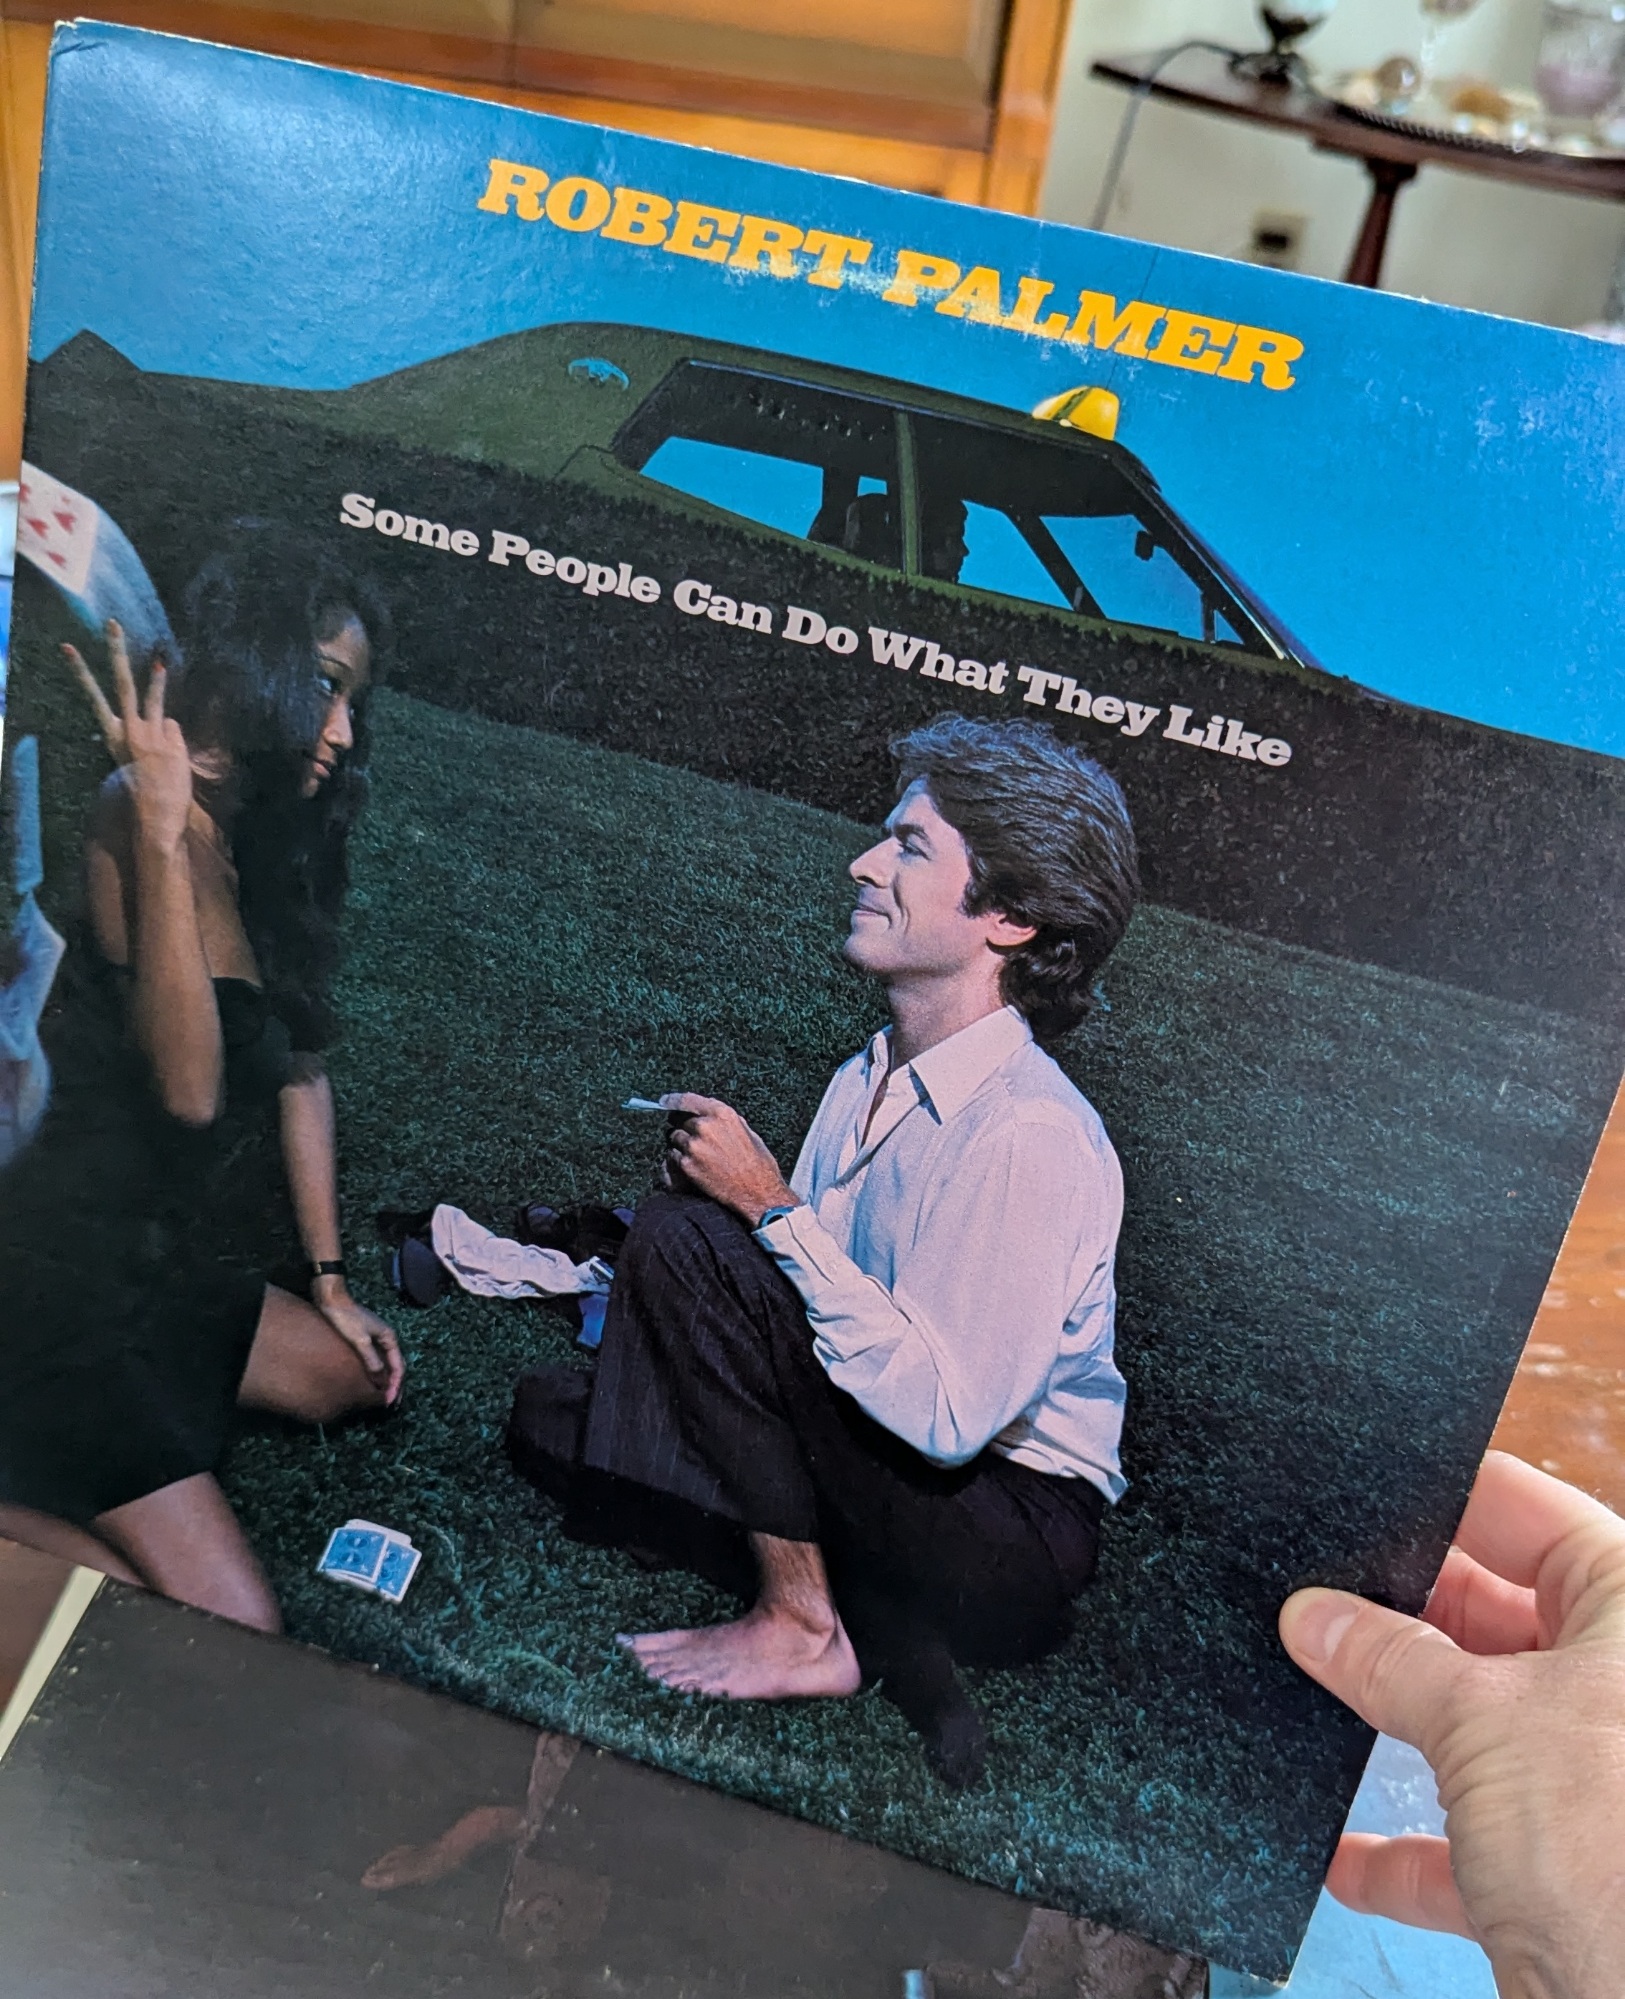 ROBERT PALMER
Some People Can Do What They Like